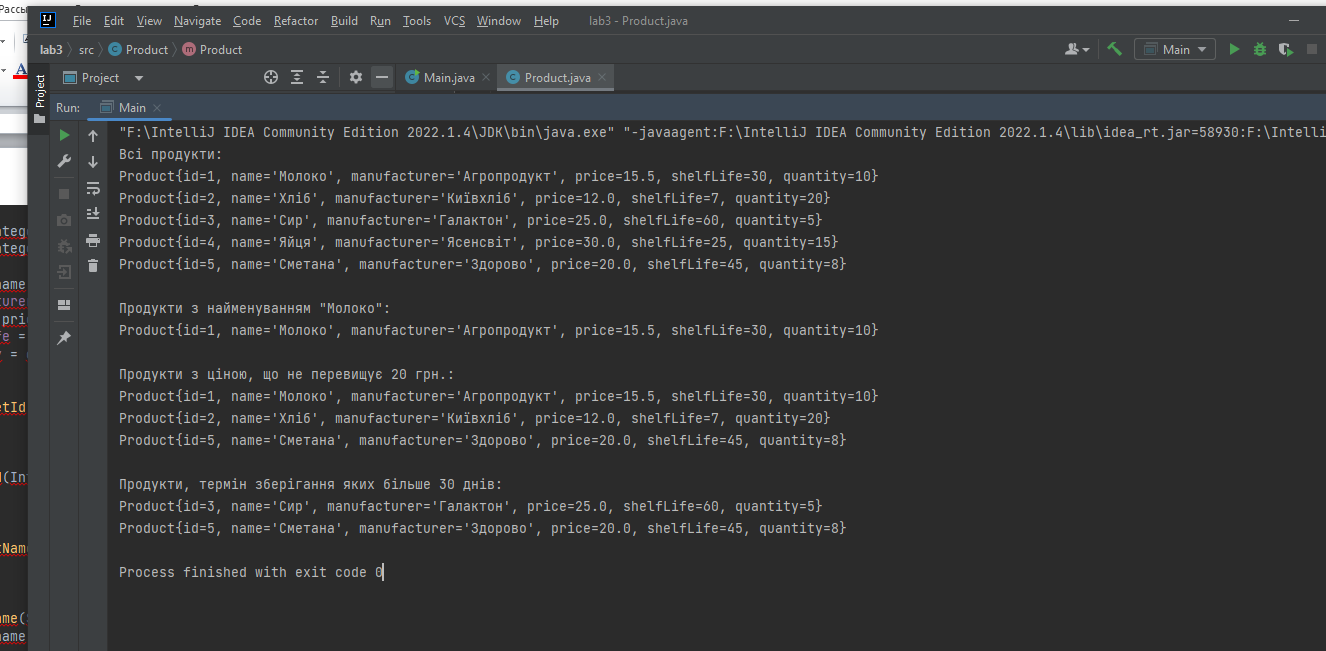 Рассы
File Edit View Navigate Code Refactor Build Run Tools VCS Window Help lab3 - Product.java
lab3 src Product Product Main
Project Project Main.java Product.java
Run: Main
"F:\IntelliJ IDEA Community Edition 2022.1.4\JDK\bin\java.exe" "-javaagent:F:\IntelliJ IDEA Community Edition 2022.1.4\lib\idea_rt.jar=58930:F:\Intelli
Всі продукти:
Product{id=1, name='Молоко', manufacturer='Агропродукт', price=15.5, shelfLife=30, quantity=10}
Product{id=2, name='Хліб', manufacturer='Київхліб', price=12.0, shelfLife=7, quantity=20}
Product{id=3, name='Сир', manufacturer='Галактон', price=25.0, shelfLife=60, quantity=5}
Product{id=4, name='Яйця', manufacturer='Ясенсвіт', price=30.0, shelfLife=25, quantity=15}
Product{id=5, name='Сметана', manufacturer='Здорово', price=20.0, shelfLife=45, quantity=8}
Продукти з найменуванням "Молоко":
Product{id=1, name='Молоко', manufacturer='Агропродукт', price=15.5, shelfLife=30, quantity=10}
Продукти з ціною, що не перевищує 20 грн.:
Product{id=1, name='Молоко', manufacturer='Агропродукт', price=15.5, shelfLife=30, quantity=10}
Product{id=2, name='Хліб', manufacturer='Київхліб', price=12.0, shelfLife=7, quantity=20}
Product{id=5, name='Сметана', manufacturer='Здорово', price=20.0, shelfLife=45, quantity=8}
Продукти, термін зберігання яких більше 30 днів:
Product{id=3, name='Сир', manufacturer='Галактон', price=25.0, shelfLife=60, quantity=5}
Product{id=5, name='Сметана', manufacturer='Здорово', price=20.0, shelfLife=45, quantity=8}
Process finished with exit code 0